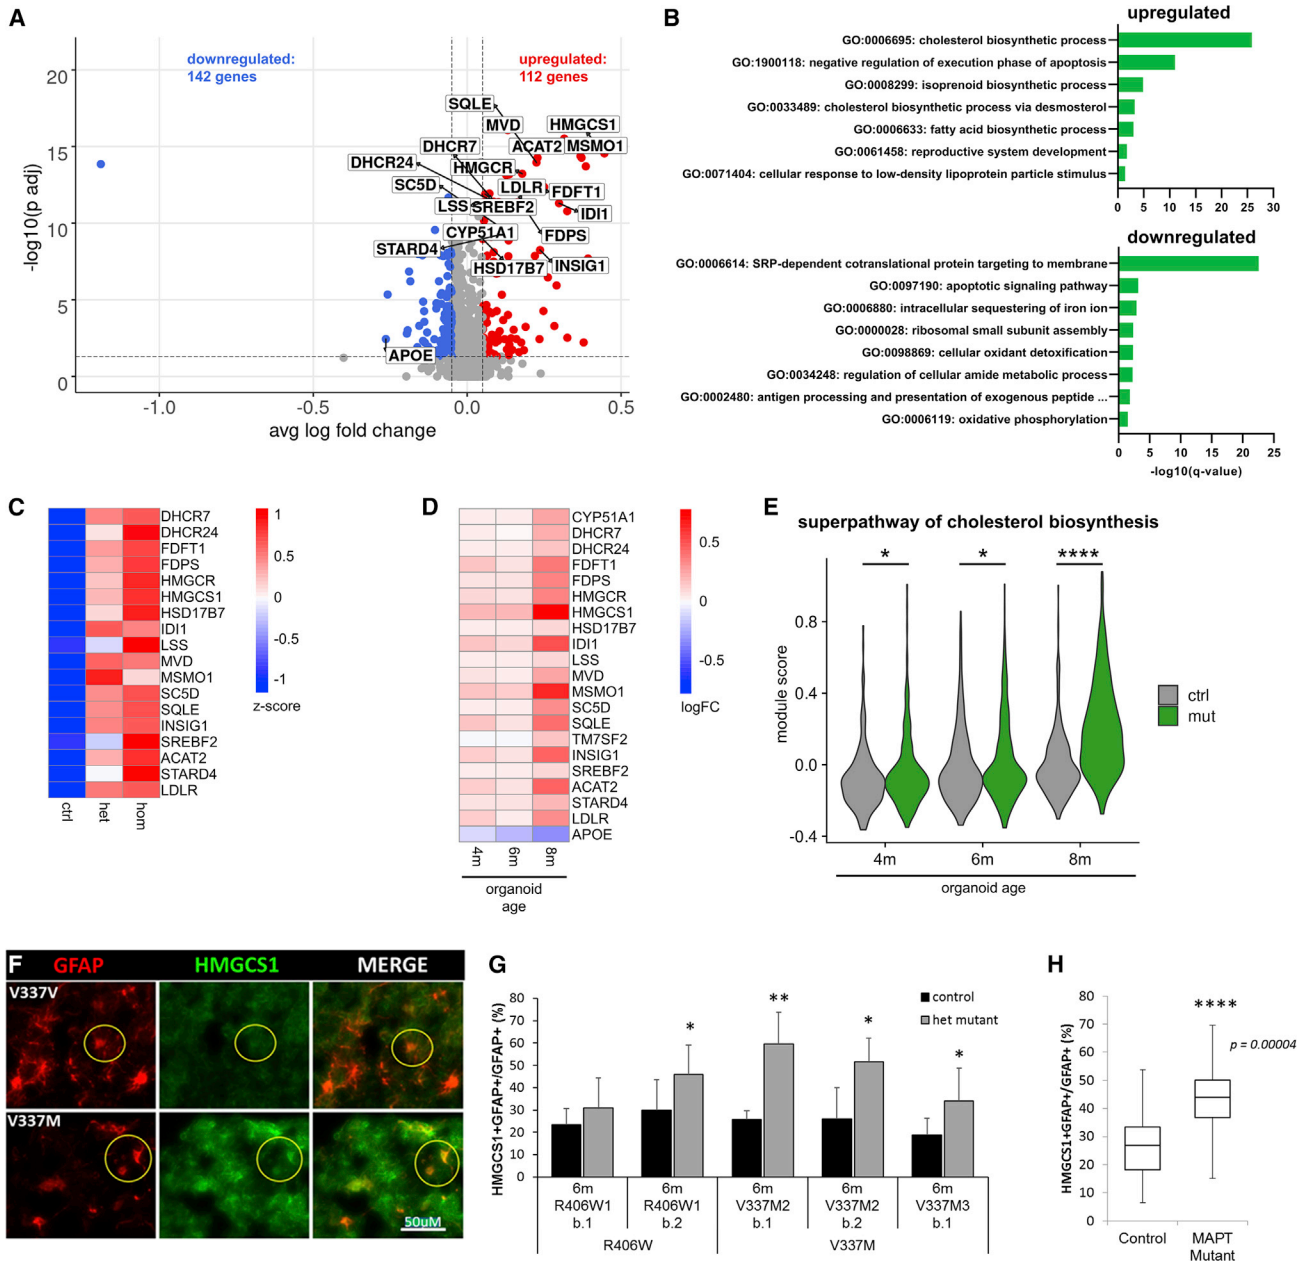 A
downregulated:
142 genes
upregulated:
112 genes
SQLE
MVD
HMGCS1
DHCR7
ACAT2
MSMO1
DHCR24
HMGCR
SC5D
LDLR
FDFT1
LSS
SREBF2
IDI1
CYP51A1
FDPS
STARD4
HSD17B7
INSIG1
APOE
20
15
10
5
0
-log10(p adj)
-1.0
-0.5
0.0
0.5
avg log fold change
B
upregulated
GO:0006695: cholesterol biosynthetic process
GO:1900118: negative regulation of execution phase of apoptosis
GO:0008299: isoprenoid biosynthetic process
GO:0033489: cholesterol biosynthetic process via desmosterol
GO:0006633: fatty acid biosynthetic process
GO:0061458: reproductive system development
GO:0071404: cellular response to low-density lipoprotein particle stimulus
0 5 10 15 20 25 30
downregulated
GO:0006614: SRP-dependent cotranslational protein targeting to membrane
GO:0097190: apoptotic signaling pathway
GO:0006880: intracellular sequestering of iron ion
GO:0000028: ribosomal small subunit assembly
GO:0098869: cellular oxidant detoxification
GO:0034248: regulation of cellular amide metabolic process
GO:0002480: antigen processing and presentation of exogenous peptide ...
GO:0006119: oxidative phosphorylation
0 5 10 15 20 25
-log10(q-value)
C
DHCR7
DHCR24
FDFT1
FDPS
HMGCR
HMGCS1
HSD17B7
IDI1
LSS
MVD
MSMO1
SC5D
SQLE
INSIG1
SREBF2
ACAT2
STARD4
LDLR
ctrl
het
hom
1
0.5
0
-0.5
-1
z-score
D
CYP51A1
DHCR7
DHCR24
FDFT1
FDPS
HMGCR
HMGCS1
HSD17B7
IDI1
LSS
MVD
MSMO1
SC5D
SQLE
TM7SF2
INSIG1
SREBF2
ACAT2
STARD4
LDLR
APOE
4m
6m
8m
organoid
age
0.5
0
-0.5
logFC
E
superpathway of cholesterol biosynthesis
*
*
****
0.8
0.4
0.0
-0.4
module score
4m
6m
8m
organoid age
ctrl
mut
F
GFAP
HMGCS1
MERGE
V337V
V337M
50uM
G
HMGCS1+GFAP+/GFAP+ (%)
80
70
60
50
40
30
20
10
0
control
het mutant
*
**
*
*
6m
R406W1
b.1
6m
R406W1
b.2
6m
V337M2
b.1
6m
V337M2
b.2
6m
V337M3
b.1
R406W
V337M
H
HMGCS1+GFAP+/GFAP+ (%)
80
70
60
50
40
30
20
10
0
****
p = 0.00004
Control
MAPT
Mutant